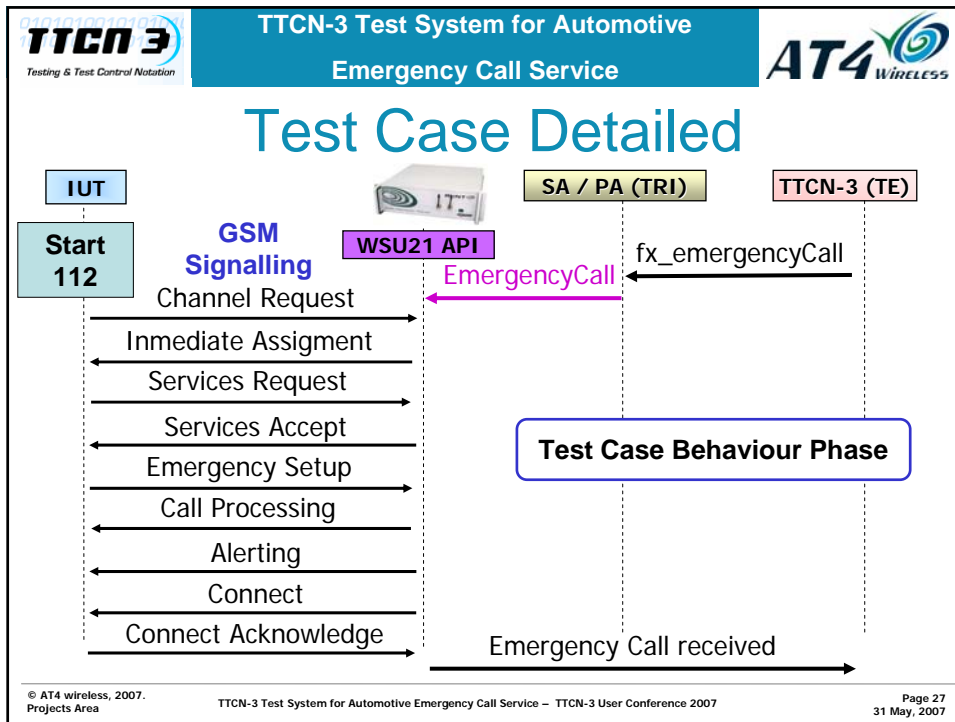 TTCN 3
Testing & Test Control Notation
TTCN-3 Test System for Automotive
Emergency Call Service
AT4 WIRELESS
Test Case Detailed
IUT
SA / PA (TRI)
TTCN-3 (TE)
Start
112
GSM
Signalling
WSU21 API
fx_emergencyCall
EmergencyCall
Channel Request
Inmediate Assigment
Services Request
Services Accept
Test Case Behaviour Phase
Emergency Setup
Call Processing
Alerting
Connect
Connect Acknowledge
Emergency Call received
© AT4 wireless, 2007.
Projects Area
TTCN-3 Test System for Automotive Emergency Call Service – TTCN-3 User Conference 2007
Page 27
31 May, 2007